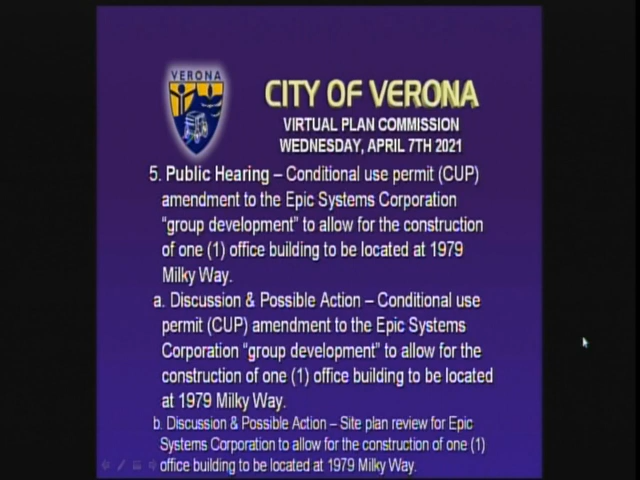 VERONA
CITY OF VERONA
VIRTUAL PLAN COMMISSION
WEDNESDAY, APRIL 7TH 2021
5. Public Hearing – Conditional use permit (CUP)
amendment to the Epic Systems Corporation
“group development” to allow for the construction
of one (1) office building to be located at 1979
Milky Way.
a. Discussion & Possible Action – Conditional use
permit (CUP) amendment to the Epic Systems
Corporation “group development” to allow for the
construction of one (1) office building to be located
at 1979 Milky Way.
b. Discussion & Possible Action – Site plan review for Epic
Systems Corporation to allow for the construction of one (1)
office building to be located at 1979 Milky Way.